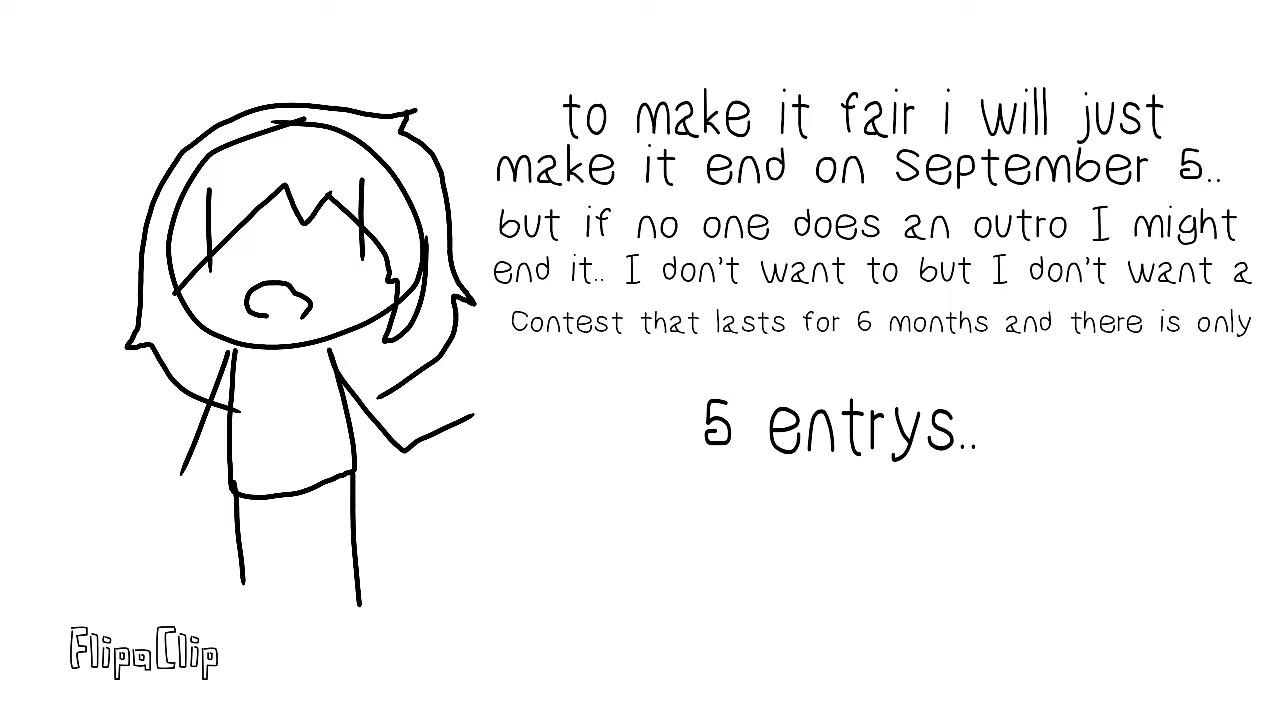 to make it fair i will just
make it end on September 5..
but if no one does an outro I might
end it.. I don't want to but I don't want a
Contest that lasts for 6 months and there is only
5 entrys..
FlipaClip